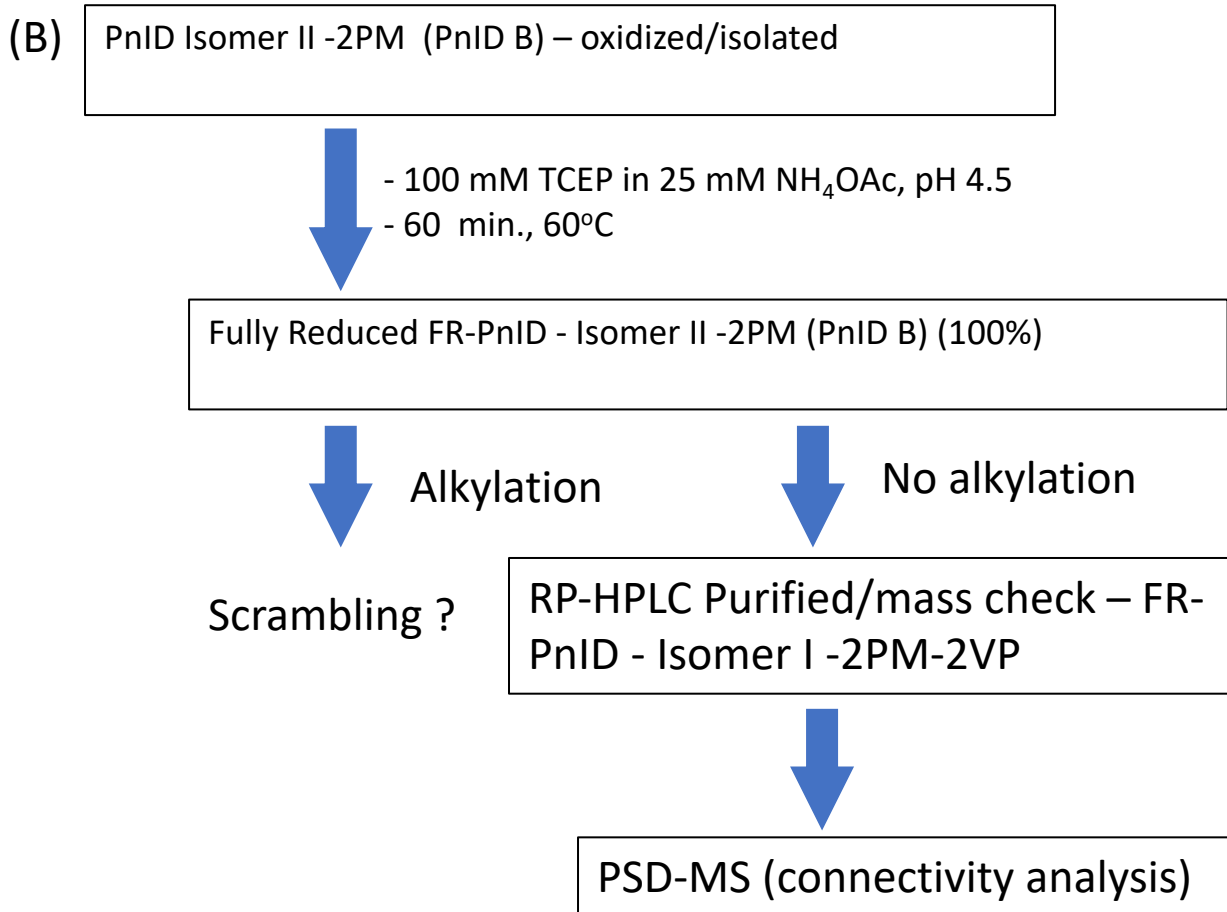 (B)
PnID Isomer II -2PM  (PnID B) – oxidized/isolated
- 100 mM TCEP in 25 mM NH₄OAc, pH 4.5
- 60  min., 60°C
Fully Reduced FR-PnID - Isomer II -2PM (PnID B) (100%)
Alkylation
No alkylation
Scrambling ?
RP-HPLC Purified/mass check – FR-
PnID - Isomer I -2PM-2VP
PSD-MS (connectivity analysis)